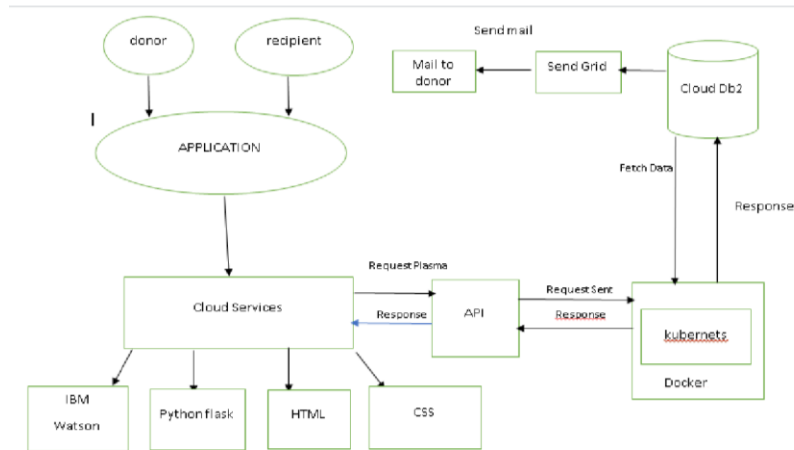 donor
recipient
Send mail
Mail to
donor
Send Grid
Cloud Db2
APPLICATION
Fetch Data
Response
Request Plasma
Cloud Services
Response
API
Request Sent
Response
kubernets
Docker
IBM
Watson
Python flask
HTML
CSS